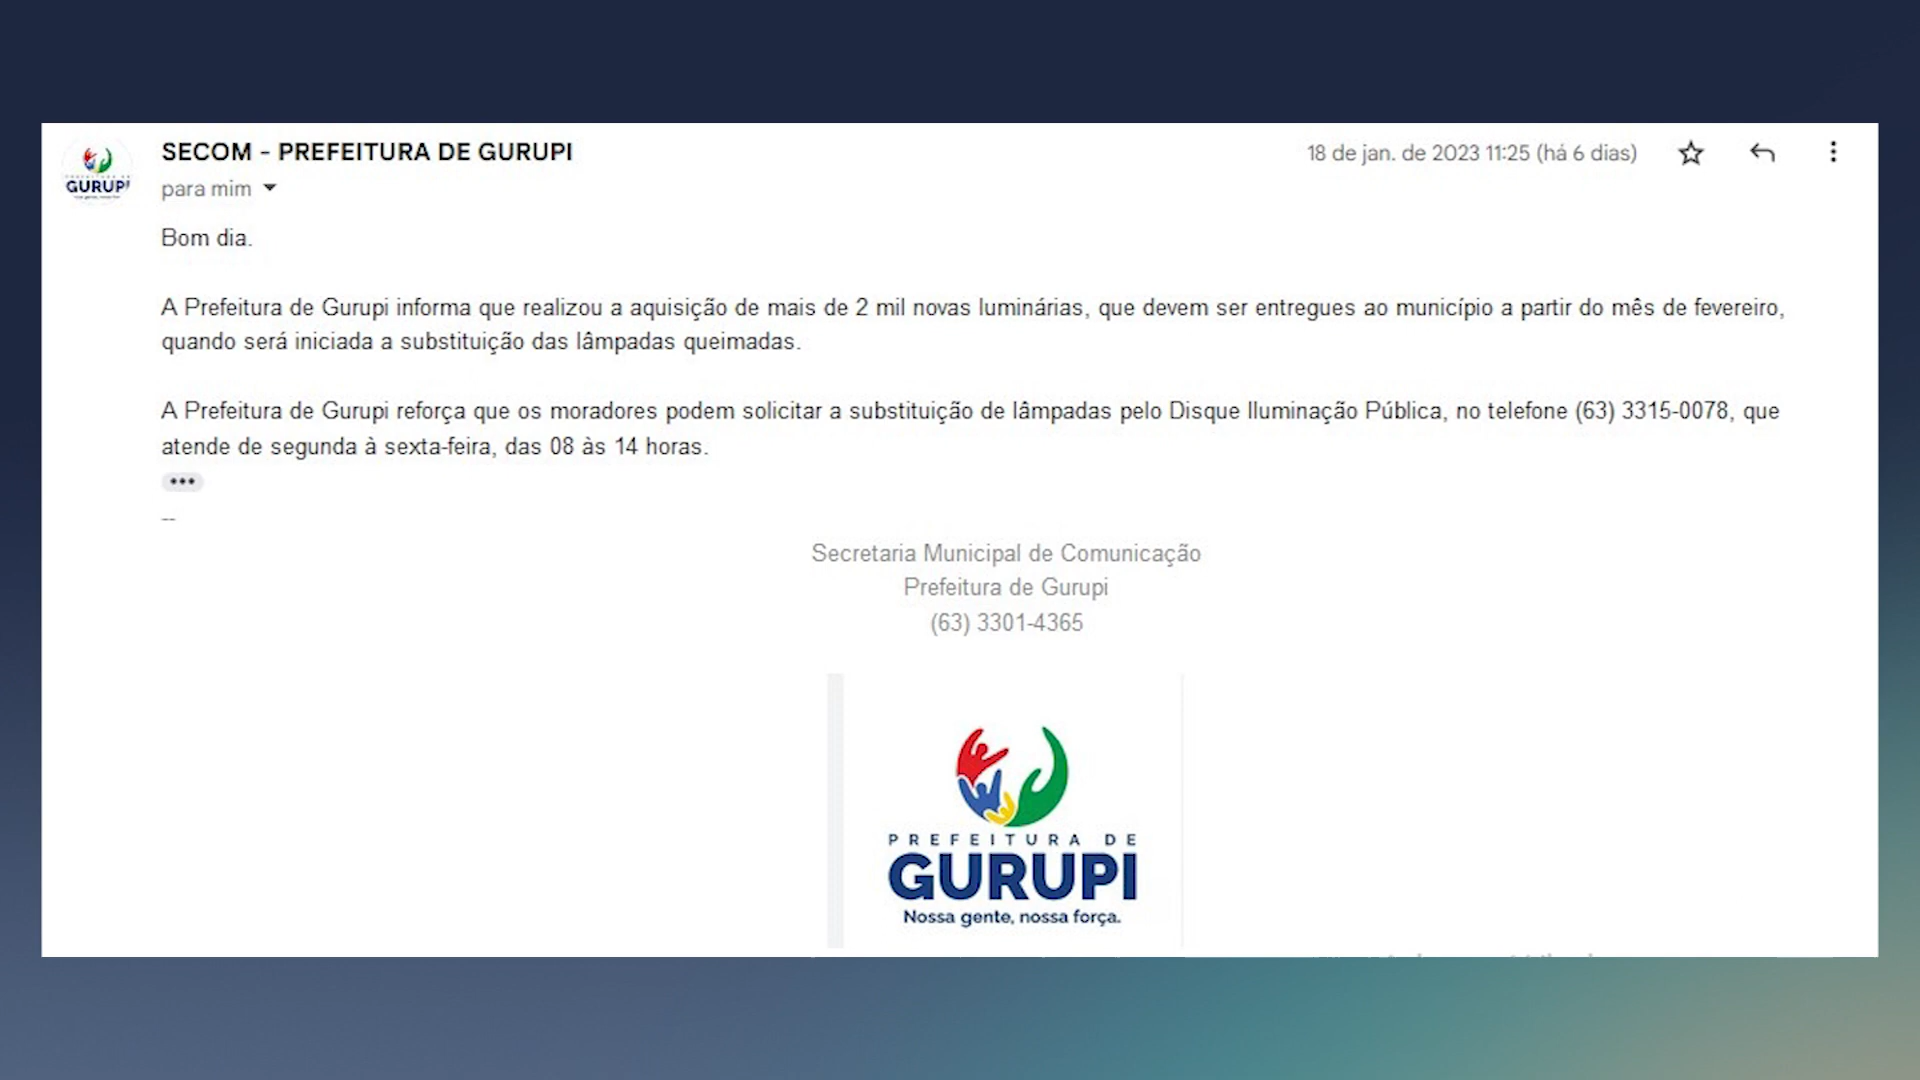 SECOM - PREFEITURA DE GURUPI
18 de jan. de 2023 11:25 (há 6 dias)
GURUPI
para mim
Bom dia.
A Prefeitura de Gurupi informa que realizou a aquisição de mais de 2 mil novas luminárias, que devem ser entregues ao município a partir do mês de fevereiro,
quando será iniciada a substituição das lâmpadas queimadas.
A Prefeitura de Gurupi reforça que os moradores podem solicitar a substituição de lâmpadas pelo Disque Iluminação Pública, no telefone (63) 3315-0078, que
atende de segunda à sexta-feira, das 08 às 14 horas.
•••
--
Secretaria Municipal de Comunicação
Prefeitura de Gurupi
(63) 3301-4365
PREFEITURA DE
GURUPI
Nossa gente, nossa força.